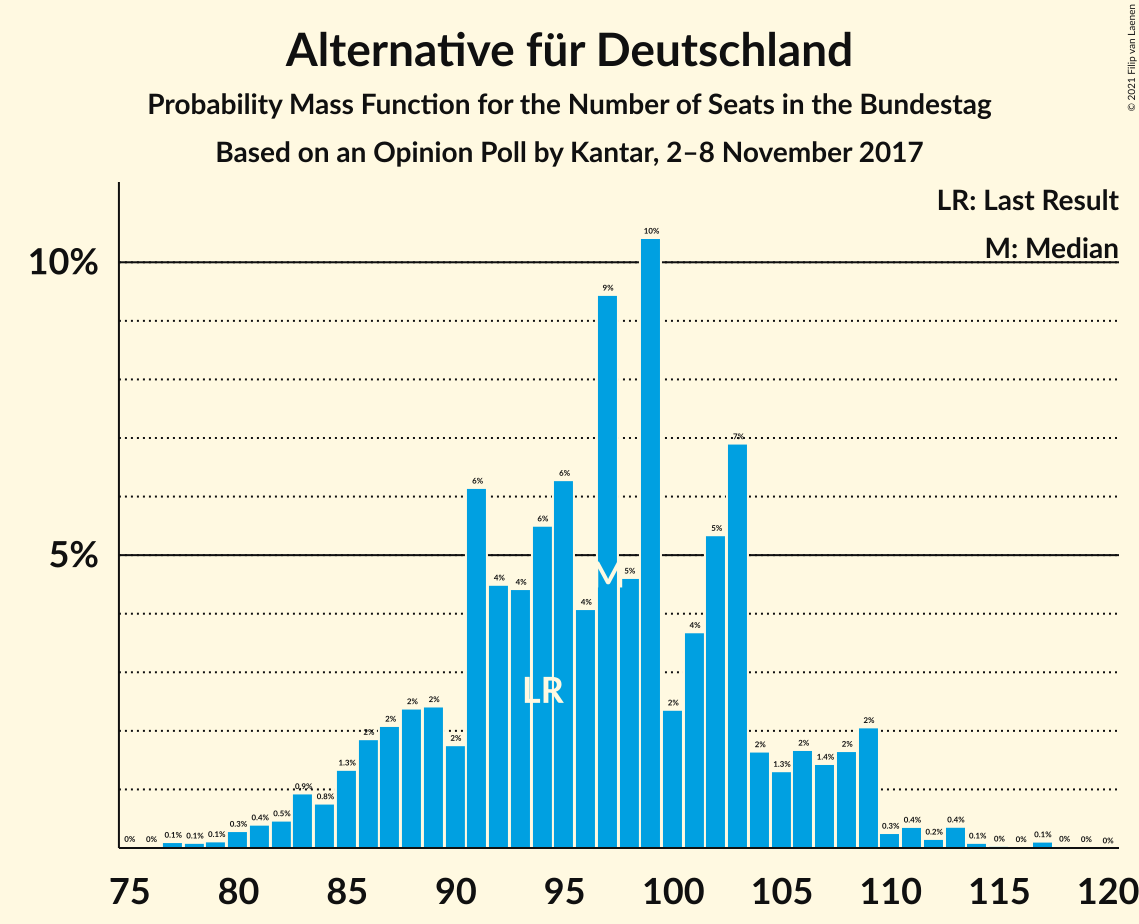 Alternative für Deutschland
Probability Mass Function for the Number of Seats in the Bundestag
Based on an Opinion Poll by Kantar, 2–8 November 2017
© 2021 Filip van Laenen
LR: Last Result
M: Median
10%
5%
0% 0% 0.1% 0.1% 0.1% 0.3% 0.4% 0.5% 0.9% 0.8% 1.3% 2% 2% 2% 2% 2% 6% 4% 4% 6% 6% 4% 9% 5% 10% 2% 4% 5% 7% 2% 1.3% 2% 1.4% 2% 2% 0.3% 0.4% 0.2% 0.4% 0.1% 0% 0% 0.1% 0% 0% 0%
M
LR
75 80 85 90 95 100 105 110 115 120